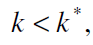 k < k*,